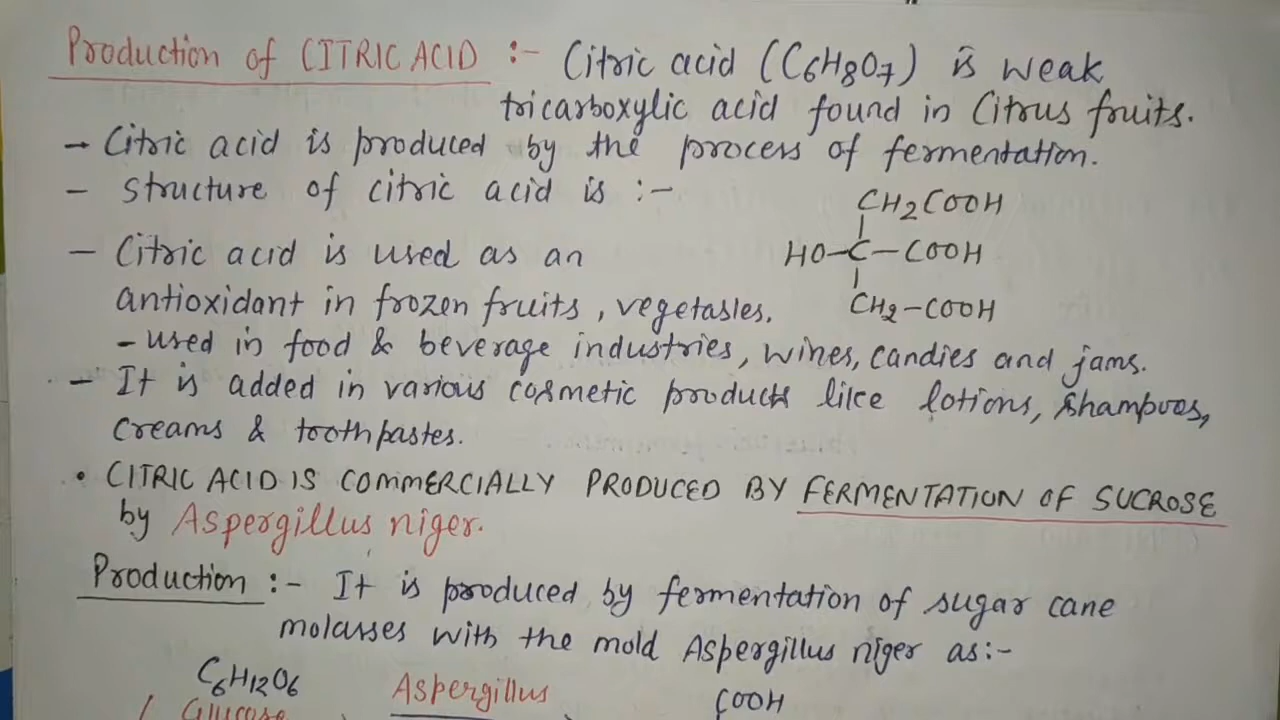 Production of CITRIC ACID :- Citric acid (C6H8O7) is weak
tricarboxylic acid found in Citrus fruits.
→ Citric acid is produced by the process of fermentation.
- structure of citric acid is :-
CH2COOH
HO-C-COOH
CH2-COOH
- Citric acid is used as an
antioxidant in frozen fruits, vegetables.
- used in food & beverage industries, wines, candies and jams.
- It is added in various cosmetic products like lotions, shampoos,
creams & toothpastes.
• CITRIC ACID IS COMMERCIALLY PRODUCED BY FERMENTATION OF SUCROSE
by Aspergillus niger.
Production :- It is produced by fermentation of sugar cane
molasses with the mold Aspergillus niger as:-
C6H12O6 Aspergillus COOH
Glucose